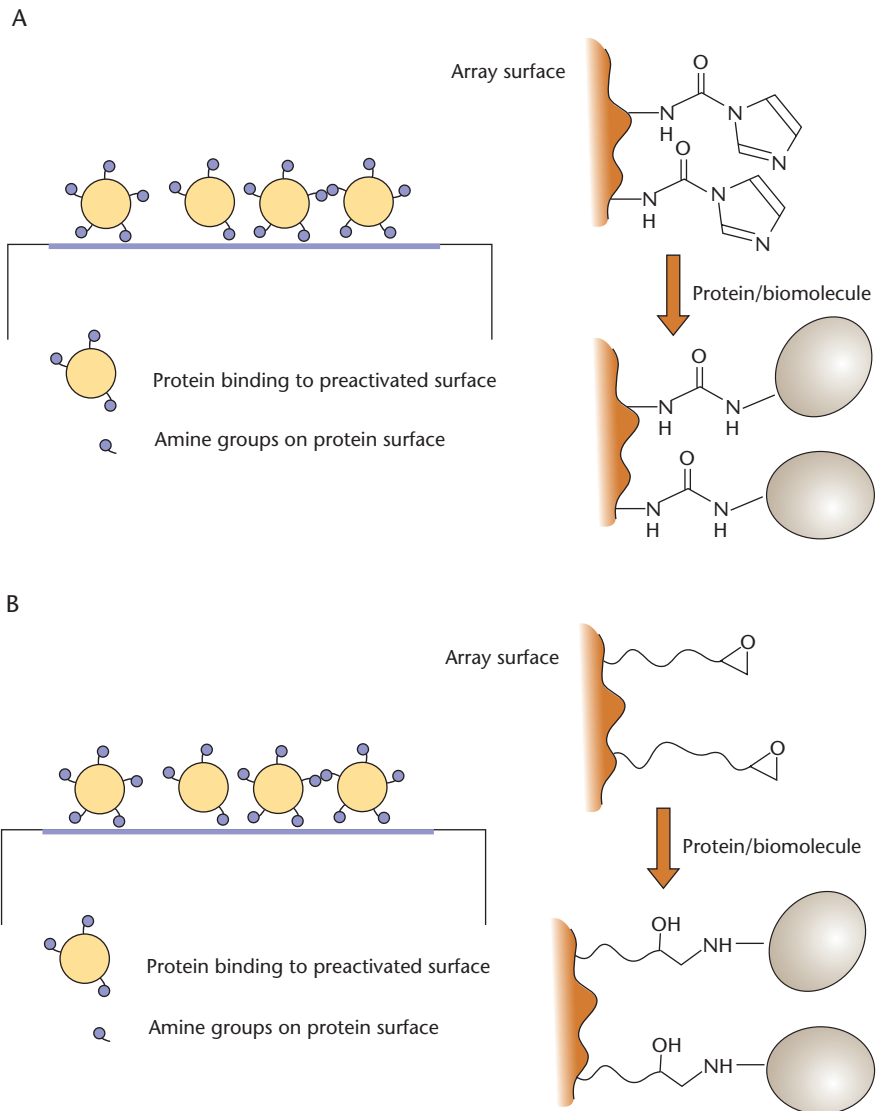 A
Array surface
O
N
H
N
N
O
N
H
N
N
Protein/biomolecule
Protein binding to preactivated surface
Amine groups on protein surface
O
N
H
N
H
O
N
H
N
H
B
Array surface
O
O
Protein/biomolecule
Protein binding to preactivated surface
Amine groups on protein surface
OH
NH
OH
NH